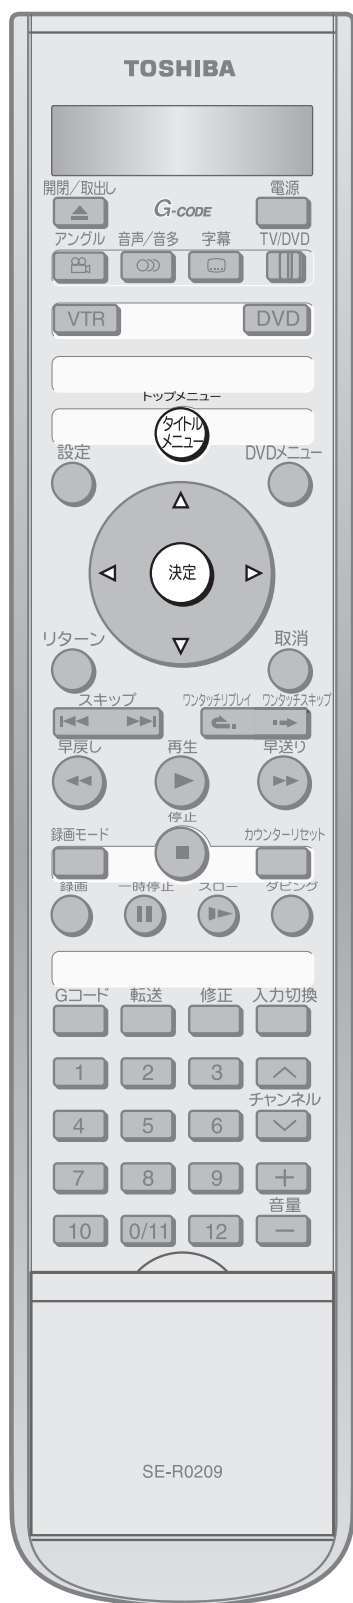 TOSHIBA
開閉/取出し G-CODE 電源
アングル 音声/音多 字幕 TV/DVD
VTR DVD
トップメニュー
タイトル
メニュー
設定 DVDメニュー
決定
リターン 取消
スキップ ワンタッチリプレイ ワンタッチスキップ
早戻し 再生 早送り
停止
録画モード カウンターリセット
録画 一時停止 スロー ダビング
Gコード 転送 修正 入力切換
1 2 3
チャンネル
4 5 6
7 8 9 +
音量
10 0/11 12 −
SE-R0209